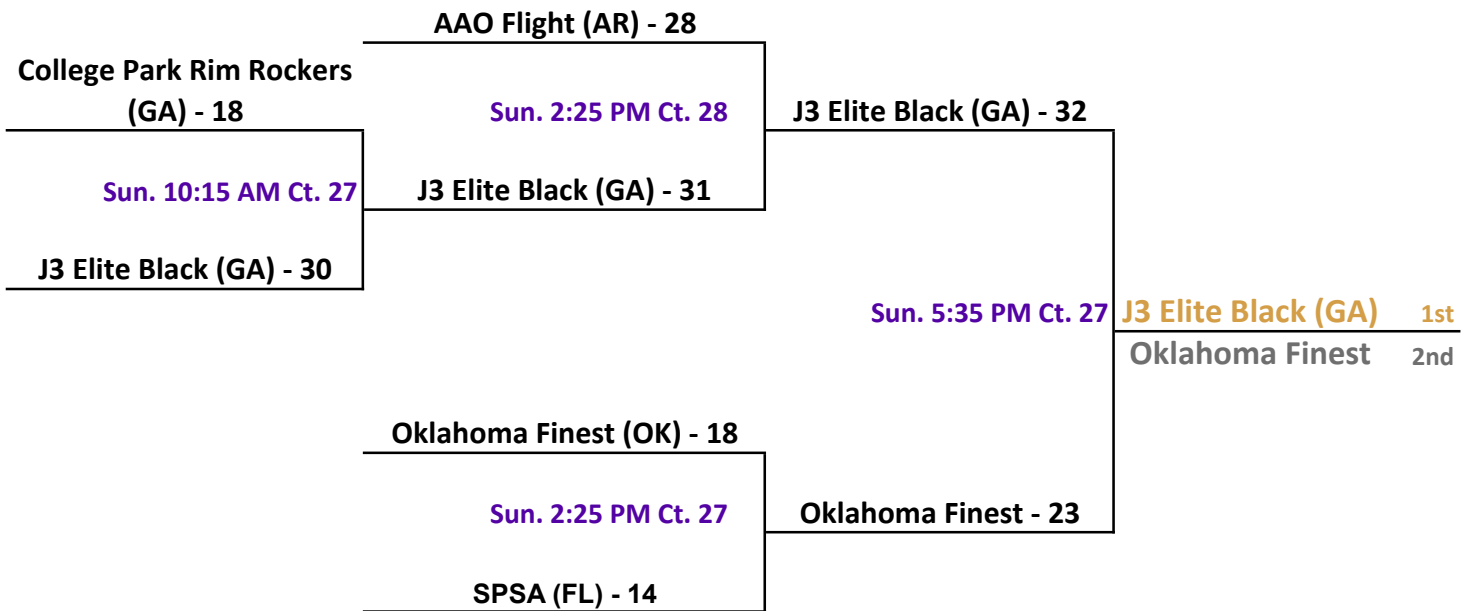 AAO Flight (AR) - 28
College Park Rim Rockers
(GA) - 18
Sun. 2:25 PM Ct. 28
J3 Elite Black (GA) - 32
Sun. 10:15 AM Ct. 27
J3 Elite Black (GA) - 31
J3 Elite Black (GA) - 30
Sun. 5:35 PM Ct. 27
J3 Elite Black (GA) 1st
Oklahoma Finest 2nd
Oklahoma Finest (OK) - 18
Sun. 2:25 PM Ct. 27
Oklahoma Finest - 23
SPSA (FL) - 14